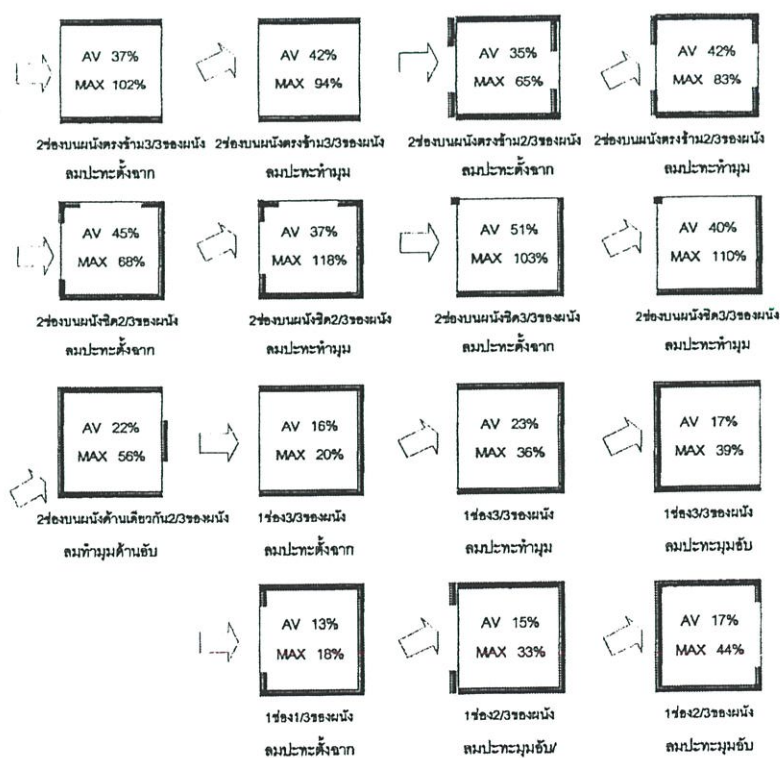 AV 37%
MAX 102%
AV 42%
MAX 94%
AV 35%
MAX 65%
AV 42%
MAX 83%
2ช่องบนผนังตรงข้าม3/3ของผนัง
ลมปะทะตั้งฉาก
2ช่องบนผนังตรงข้าม3/3ของผนัง
ลมปะทะทำมุม
2ช่องบนผนังตรงข้าม2/3ของผนัง
ลมปะทะตั้งฉาก
2ช่องบนผนังตรงข้าม2/3ของผนัง
ลมปะทะทำมุม
AV 45%
MAX 68%
AV 37%
MAX 118%
AV 51%
MAX 103%
AV 40%
MAX 110%
2ช่องบนผนังชิด2/3ของผนัง
ลมปะทะตั้งฉาก
2ช่องบนผนังชิด2/3ของผนัง
ลมปะทะทำมุม
2ช่องบนผนังชิด3/3ของผนัง
ลมปะทะตั้งฉาก
2ช่องบนผนังชิด3/3ของผนัง
ลมปะทะทำมุม
AV 22%
MAX 56%
AV 16%
MAX 20%
AV 23%
MAX 36%
AV 17%
MAX 39%
2ช่องบนผนังด้านเดียวกัน2/3ของผนัง
ลมทำมุมด้านอับ
1ช่อง3/3ของผนัง
ลมปะทะตั้งฉาก
1ช่อง3/3ของผนัง
ลมปะทะทำมุม
1ช่อง3/3ของผนัง
ลมปะทะมุมอับ
AV 13%
MAX 18%
AV 15%
MAX 33%
AV 17%
MAX 44%
1ช่อง1/3ของผนัง
ลมปะทะตั้งฉาก
1ช่อง2/3ของผนัง
ลมปะทะมุมอับ/
1ช่อง2/3ของผนัง
ลมปะทะมุมอับ